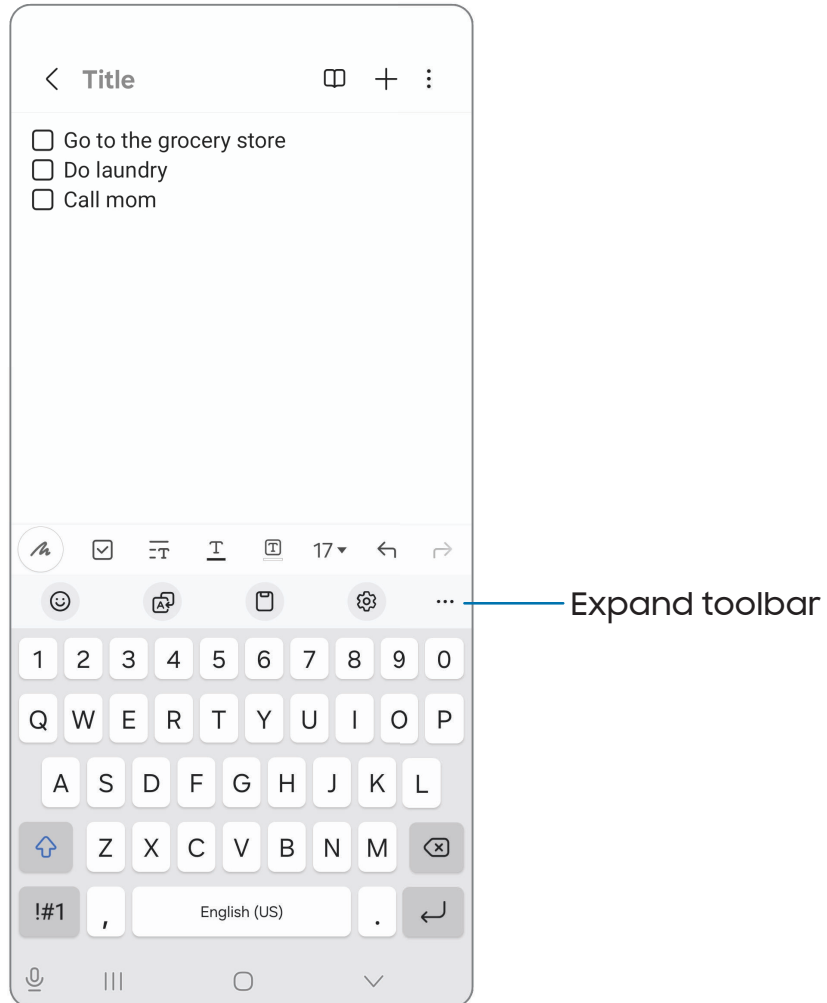 Title
Go to the grocery store
Do laundry
Call mom
17
Expand toolbar
1 2 3 4 5 6 7 8 9 0
Q W E R T Y U I O P
A S D F G H J K L
Z X C V B N M
!#1 , English (US) .